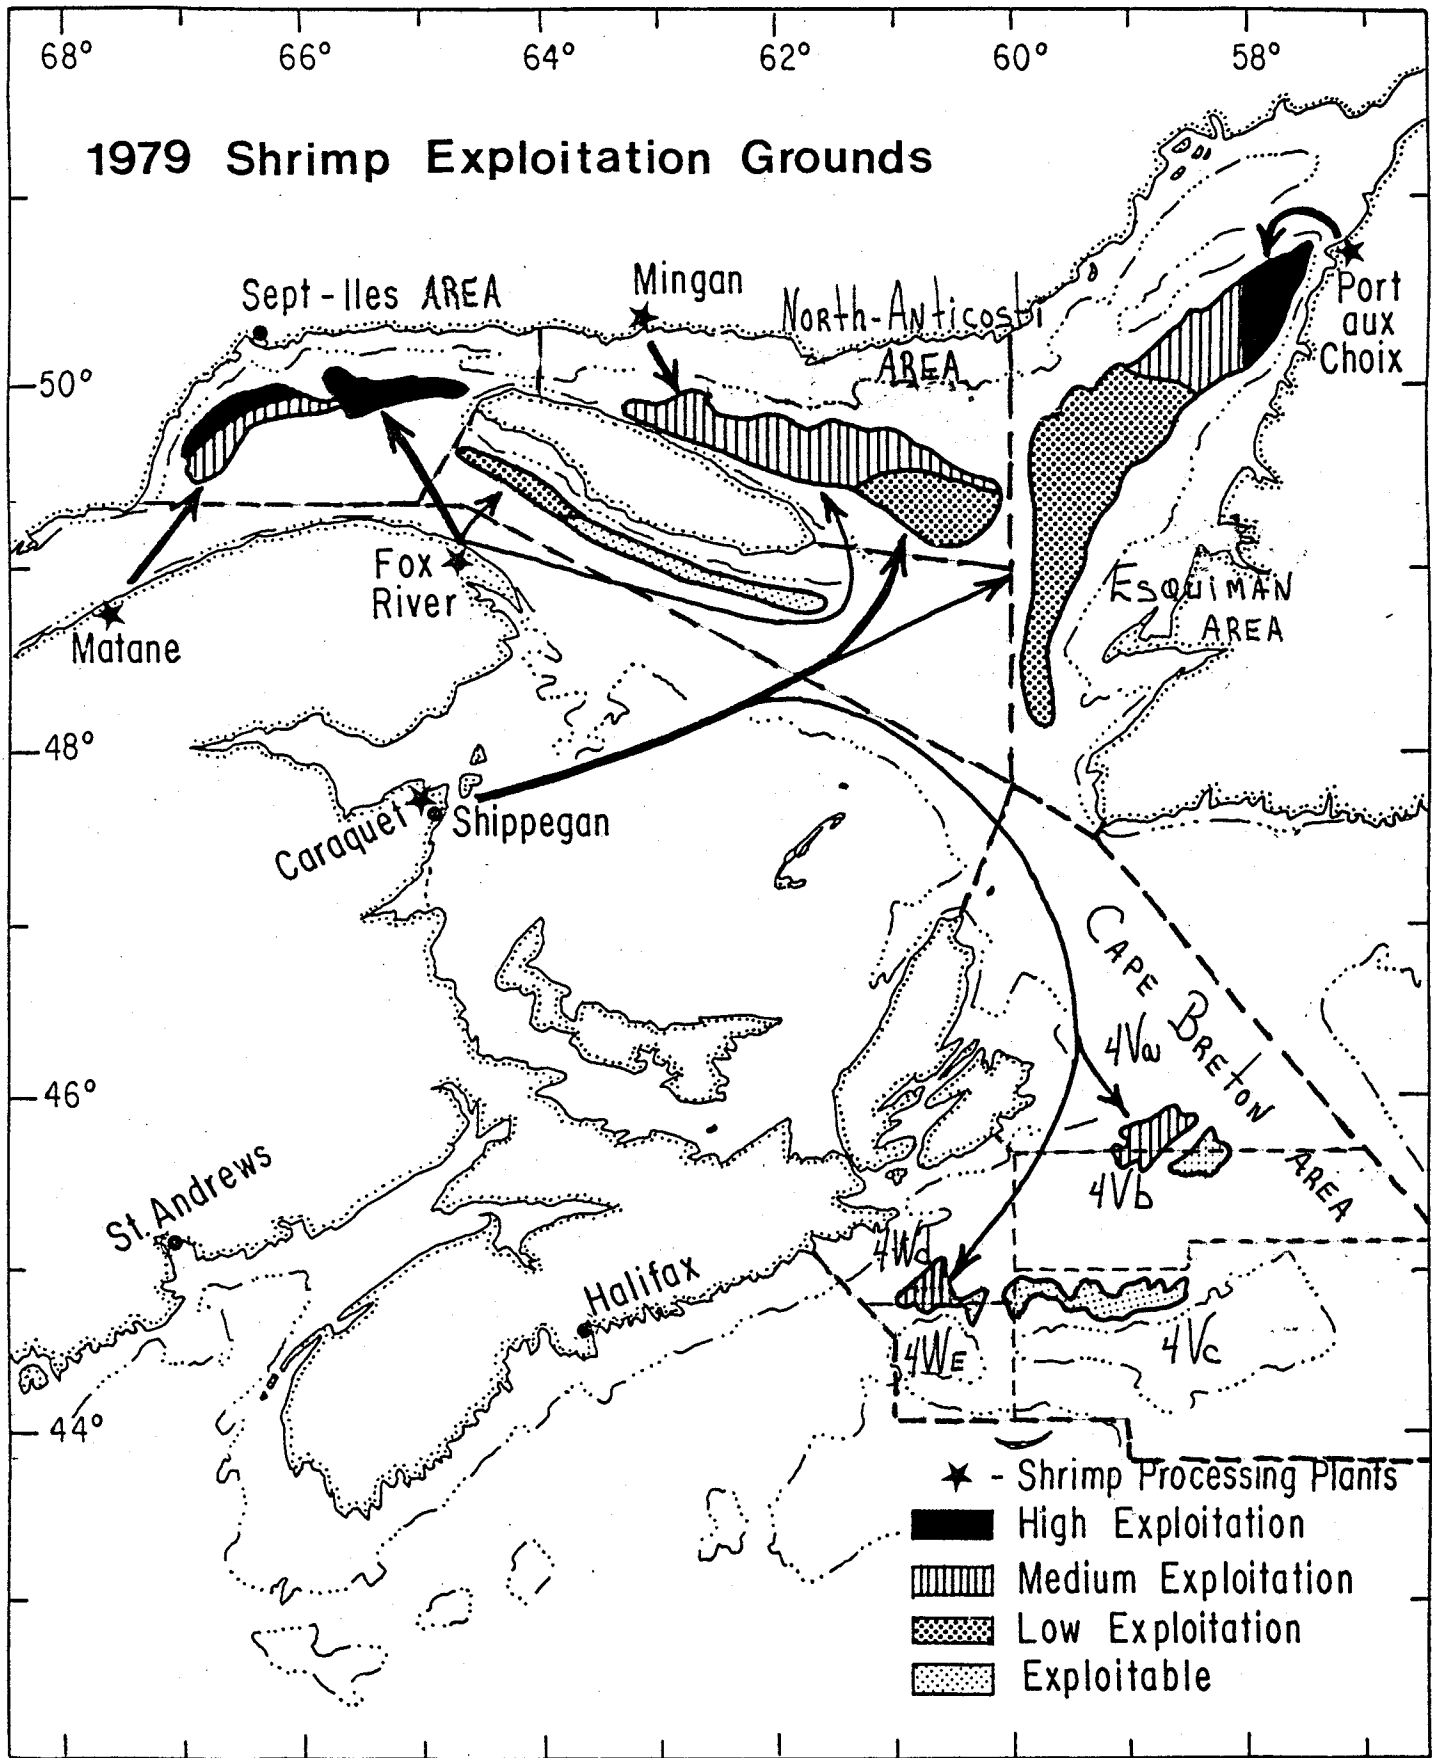 68° 66° 64° 62° 60° 58°
1979 Shrimp Exploitation Grounds
Sept-Iles AREA
Mingan
North-Anticosti
AREA
Port
aux
Choix
50°
Fox
River
Matane
ESQUIMAN
AREA
48°
Caraquet
Shippegan
CAPE BRETON AREA
4Va
46°
4Vb
St. Andrews
4Wd
Halifax
4WE
4Vc
44°
- Shrimp Processing Plants
High Exploitation
Medium Exploitation
Low Exploitation
Exploitable